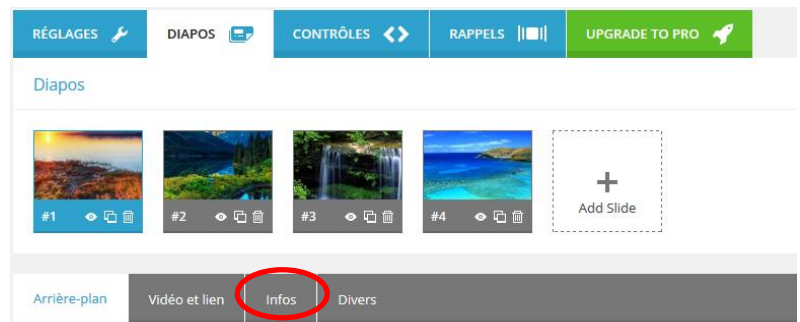 RÉGLAGES DIAPOS CONTRÔLES RAPPELS UPGRADE TO PRO
Diapos
#1 #2 #3 #4 Add Slide
Arrière-plan Vidéo et lien Infos Divers